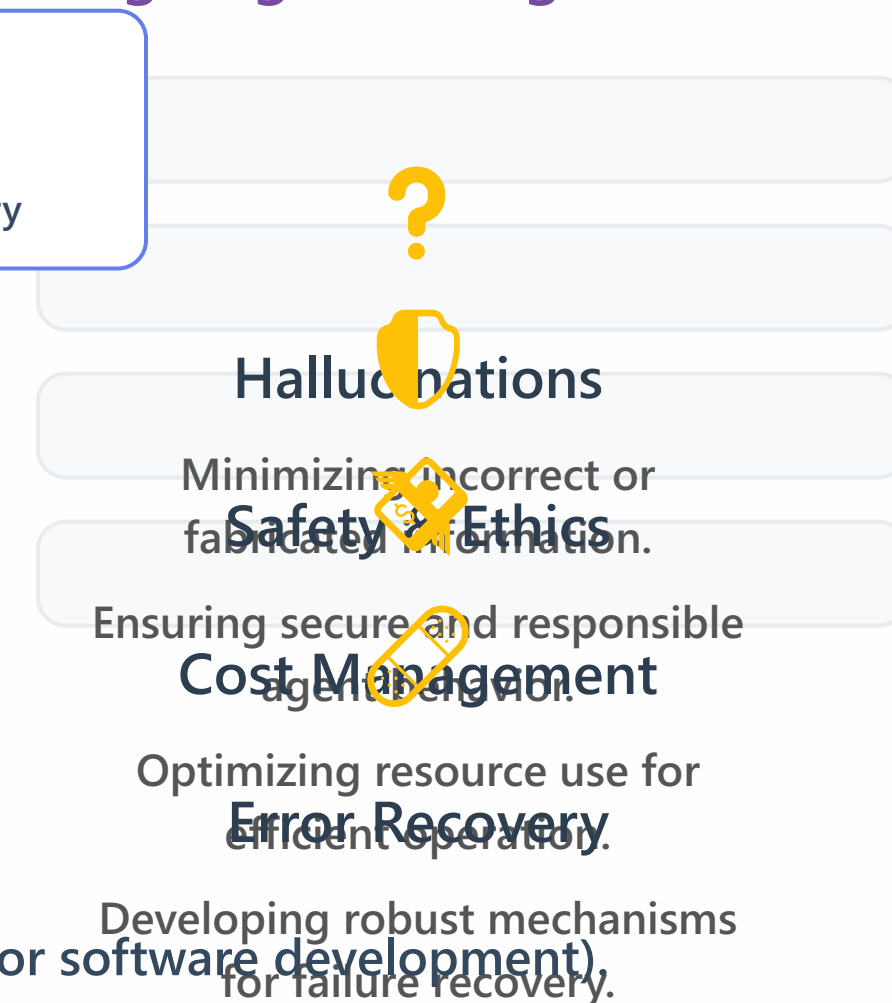 ry
Hallucinations
Minimizing incorrect or
fabricated information.
Safety & Ethics
Ensuring secure and responsible
agent behavior.
Cost Management
Optimizing resource use for
efficient operation.
Error Recovery
Developing robust mechanisms
for failure recovery.
or software development).